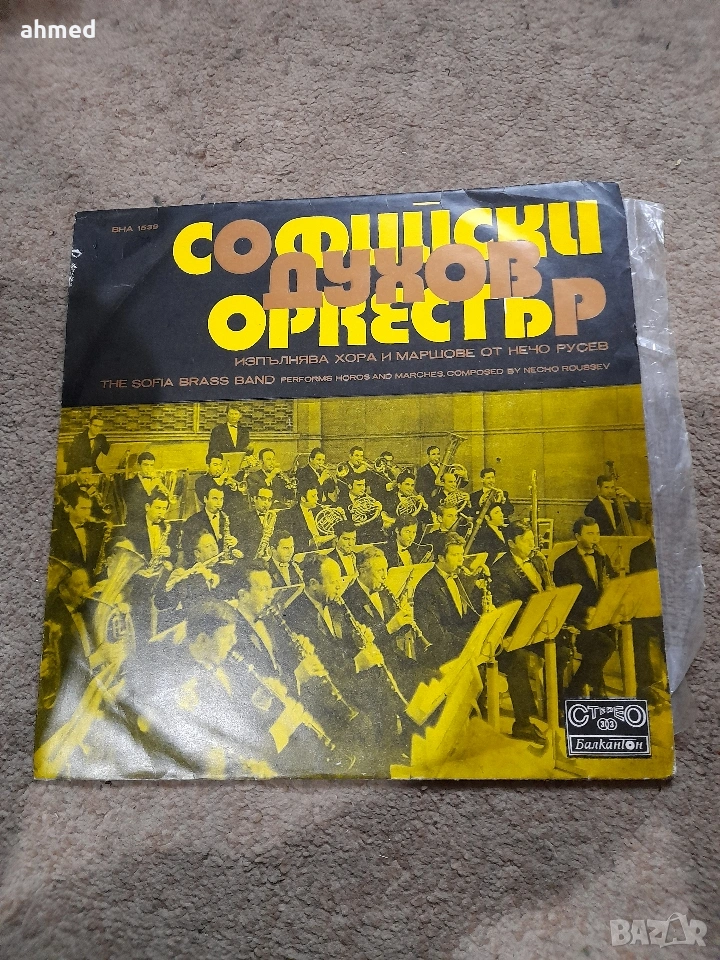 ahmed
ВНА 1539
СОФИЙСКИ
ДУХОВ
ОРКЕСТЪР
ИЗПЪЛНЯВА ХОРА И МАРШОВЕ ОТ НЕЧО РУСЕВ
THE SOFIA BRASS BAND PERFORMS HOROS AND MARCHES, COMPOSED BY NECHO ROUSSEV
СТЕРЕО
33
Балкантон
BAZAR